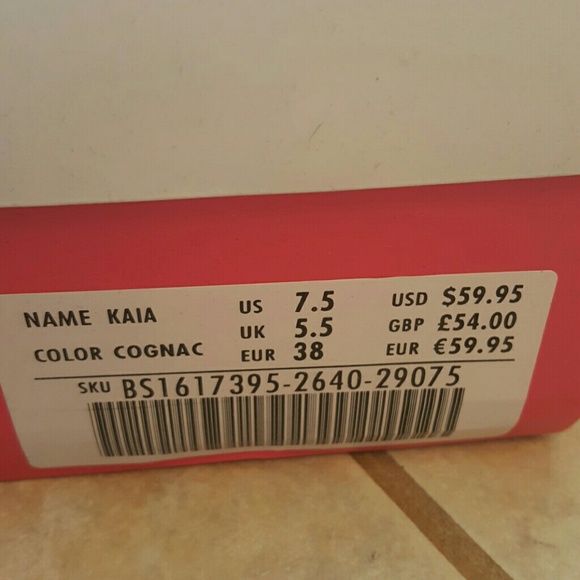 NAME KAIA US 7.5 USD $59.95
UK 5.5 GBP £54.00
COLOR COGNAC EUR 38 EUR €59.95
SKU BS1617395-2640-29075